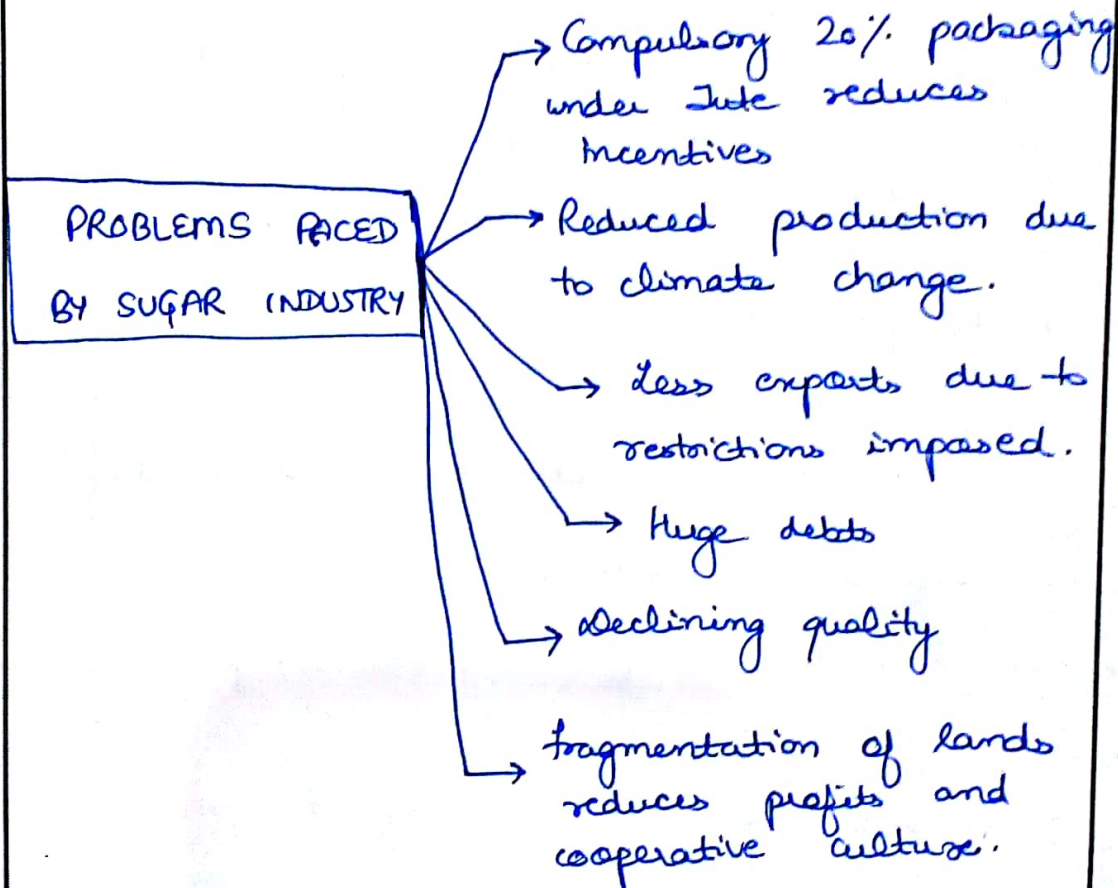 PROBLEMS FACED
BY SUGAR INDUSTRY
Compulsory 20% packaging
under Jute reduces
Incentives
Reduced production due
to climate change.
Less exports due to
restrictions imposed.
Huge debts
Declining quality
fragmentation of lands
reduces profits and
cooperative culture.